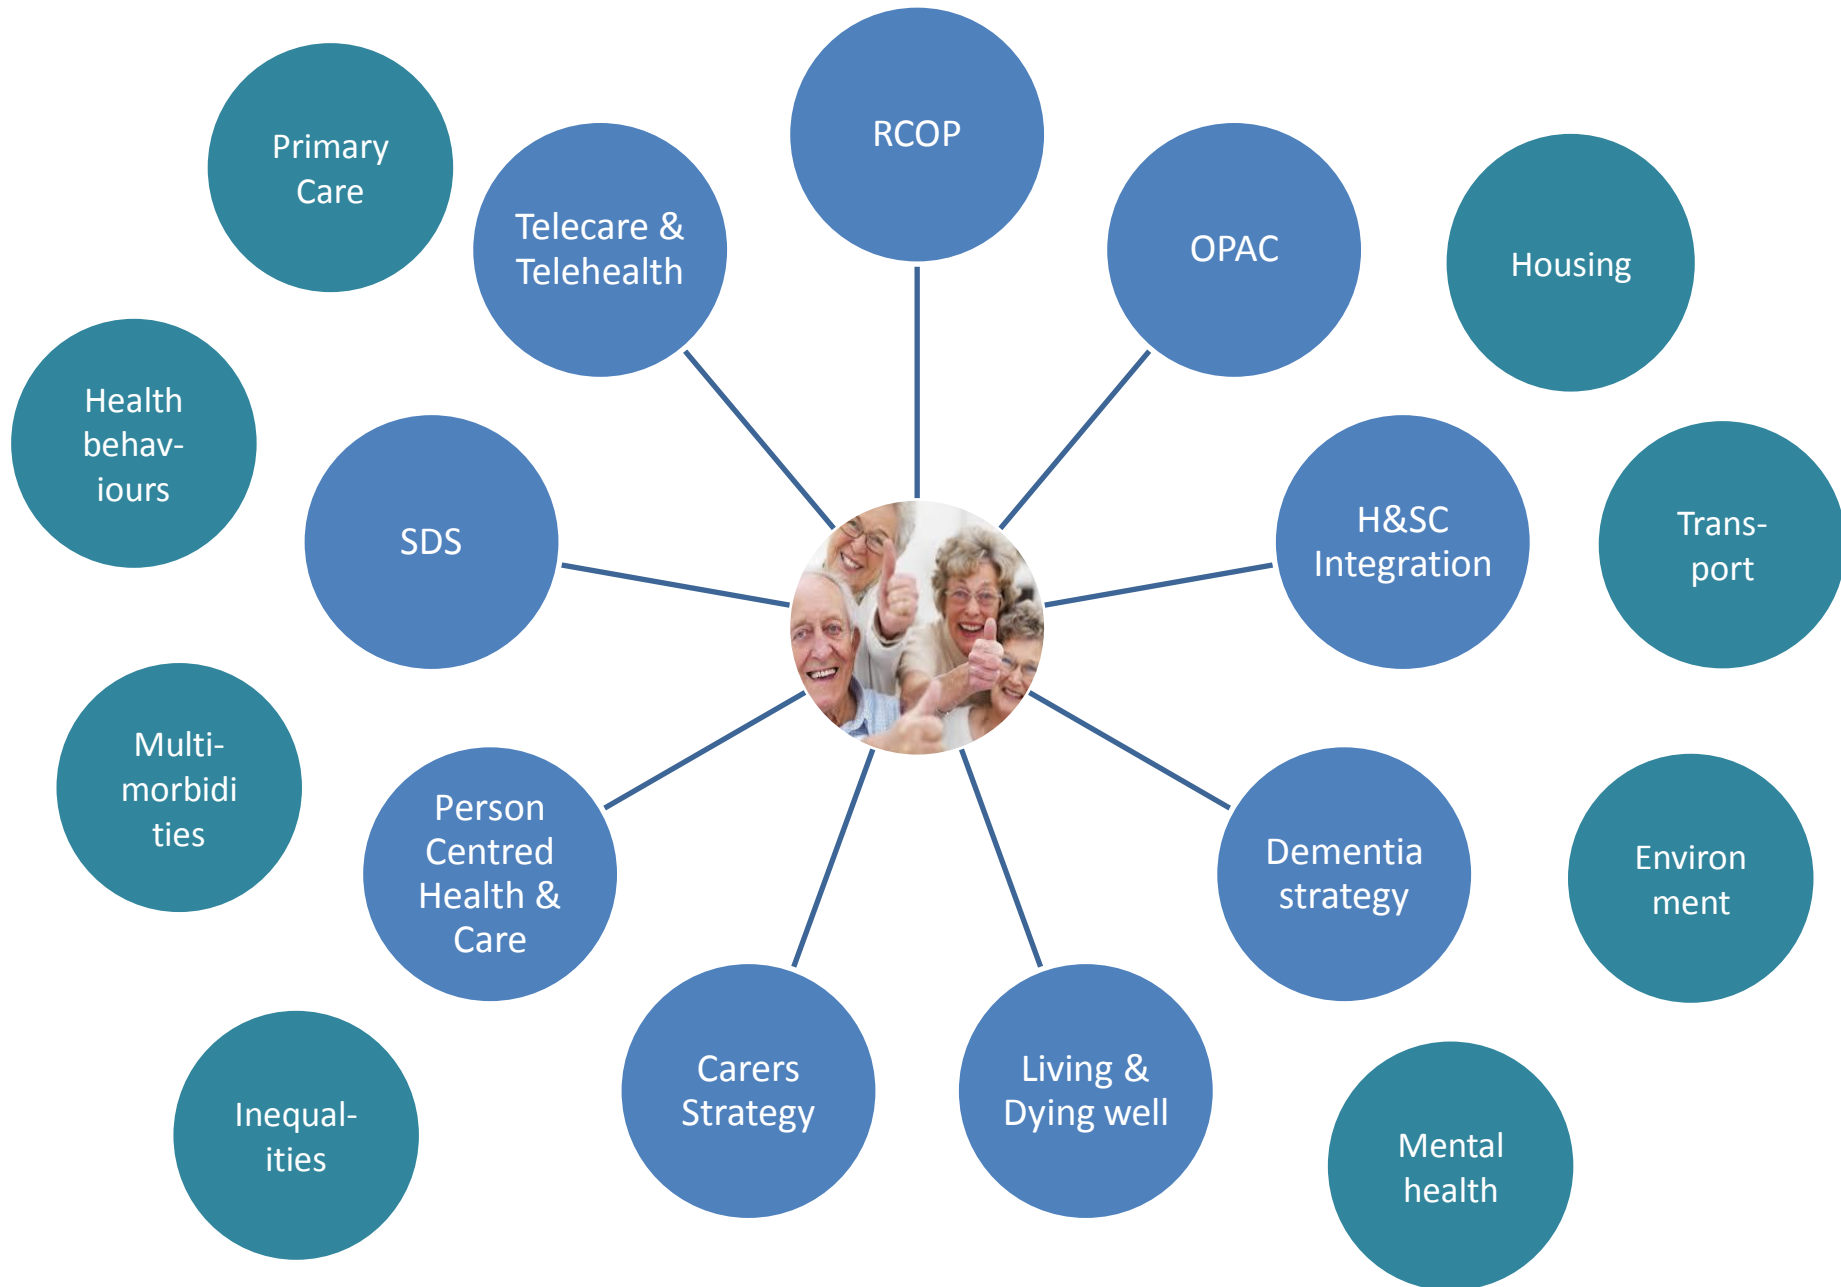 RCOP
Primary
Care
Telecare &
Telehealth
OPAC
Housing
Health
behav-
iours
SDS
H&SC
Integration
Trans-
port
Multi-
morbidi
ties
Person
Centred
Health &
Care
Dementia
strategy
Environ
ment
Inequal-
ities
Carers
Strategy
Living &
Dying well
Mental
health